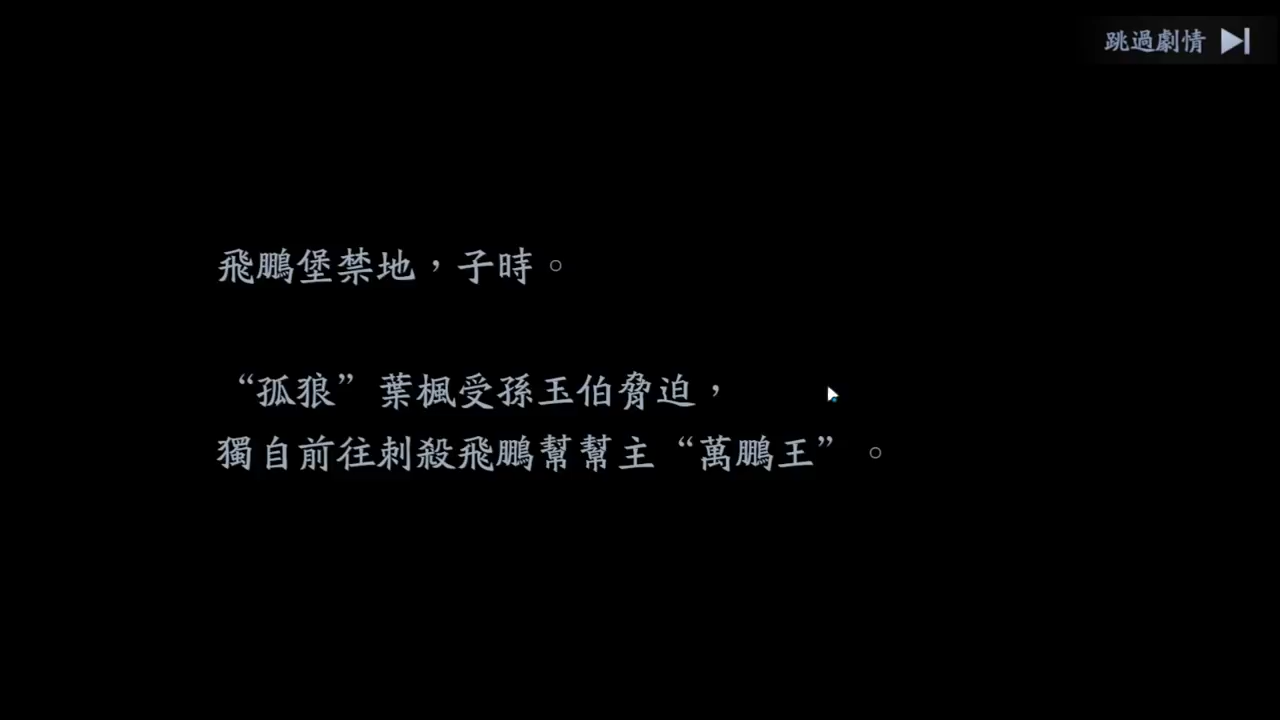 跳過劇情
飛鵬堡禁地，子時。
“孤狼”葉楓受孫玉伯脅迫，
獨自前往刺殺飛鵬幫幫主“萬鵬王”。